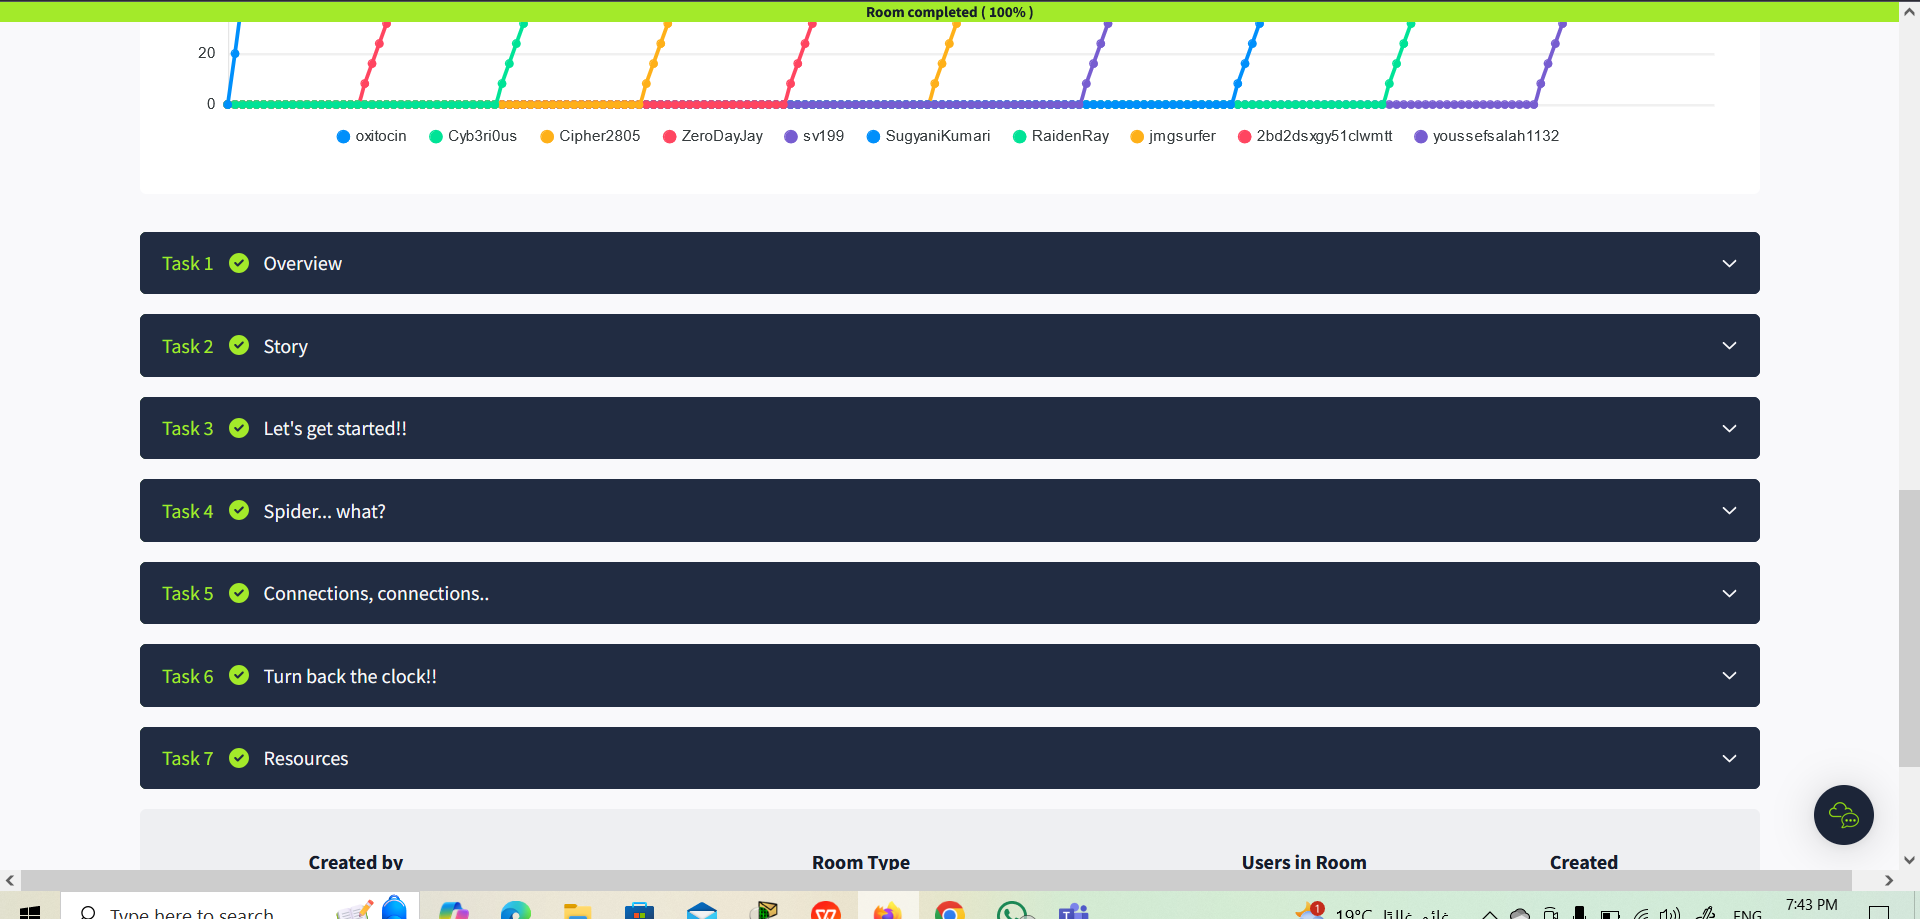 Room completed ( 100% )
20
0
oxitocin Cyb3ri0us Cipher2805 ZeroDayJay sv199 SugyaniKumari RaidenRay jmgsurfer 2bd2dsxgy51clwmtt youssefsalah1132
Task 1 Overview
Task 2 Story
Task 3 Let's get started!!
Task 4 Spider... what?
Task 5 Connections, connections..
Task 6 Turn back the clock!!
Task 7 Resources
Created by Room Type Users in Room Created
Type here to search
1
19°C غائم غالبًا
ENG
7:43 PM